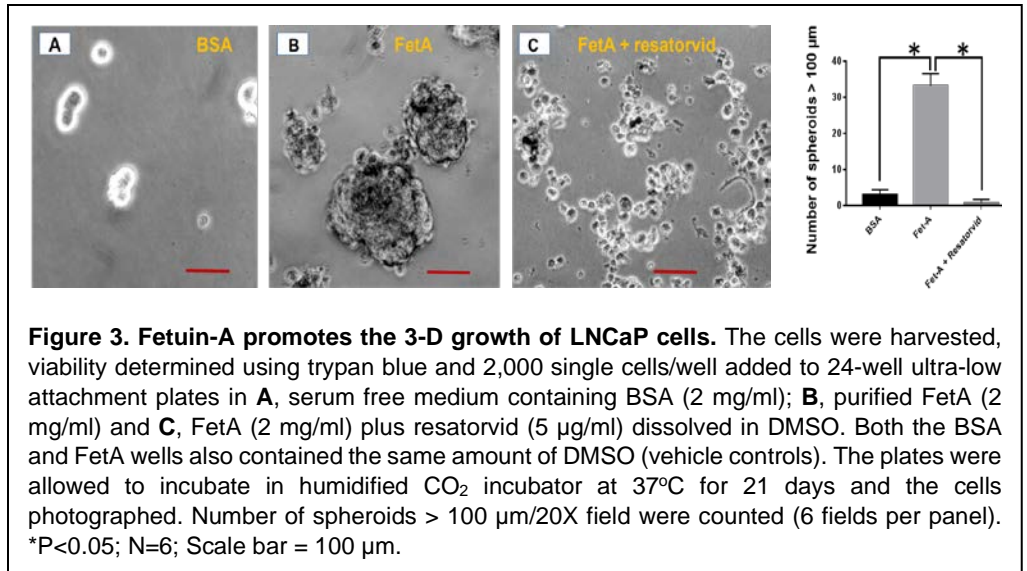 A BSA
B FetA
C FetA + resatorvid
Number of spheroids > 100 µm
40
30
20
10
0
* *
BSA
Fet-A
Fet-A + Resatorvid
Figure 3. Fetuin-A promotes the 3-D growth of LNCaP cells. The cells were harvested,
viability determined using trypan blue and 2,000 single cells/well added to 24-well ultra-low
attachment plates in A, serum free medium containing BSA (2 mg/ml); B, purified FetA (2
mg/ml) and C, FetA (2 mg/ml) plus resatorvid (5 µg/ml) dissolved in DMSO. Both the BSA
and FetA wells also contained the same amount of DMSO (vehicle controls). The plates were
allowed to incubate in humidified CO₂ incubator at 37ºC for 21 days and the cells
photographed. Number of spheroids > 100 µm/20X field were counted (6 fields per panel).
*P<0.05; N=6; Scale bar = 100 µm.